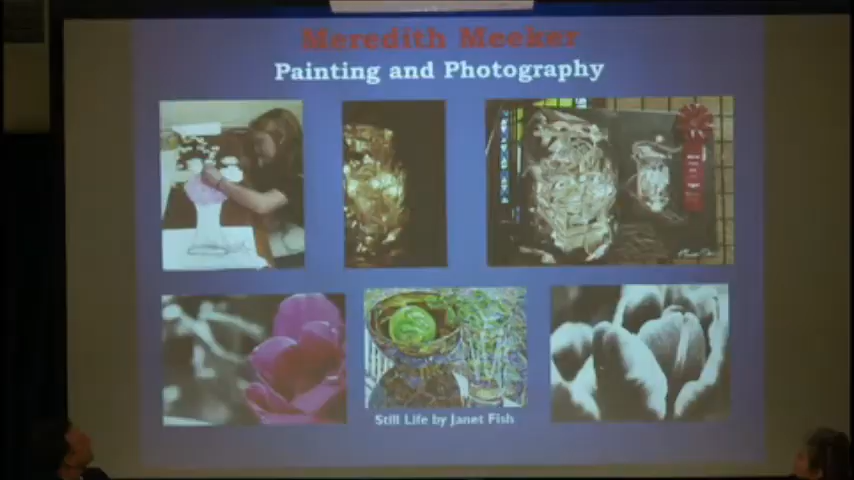 Meredith Meeker
Painting and Photography
Still Life by Janet Fish